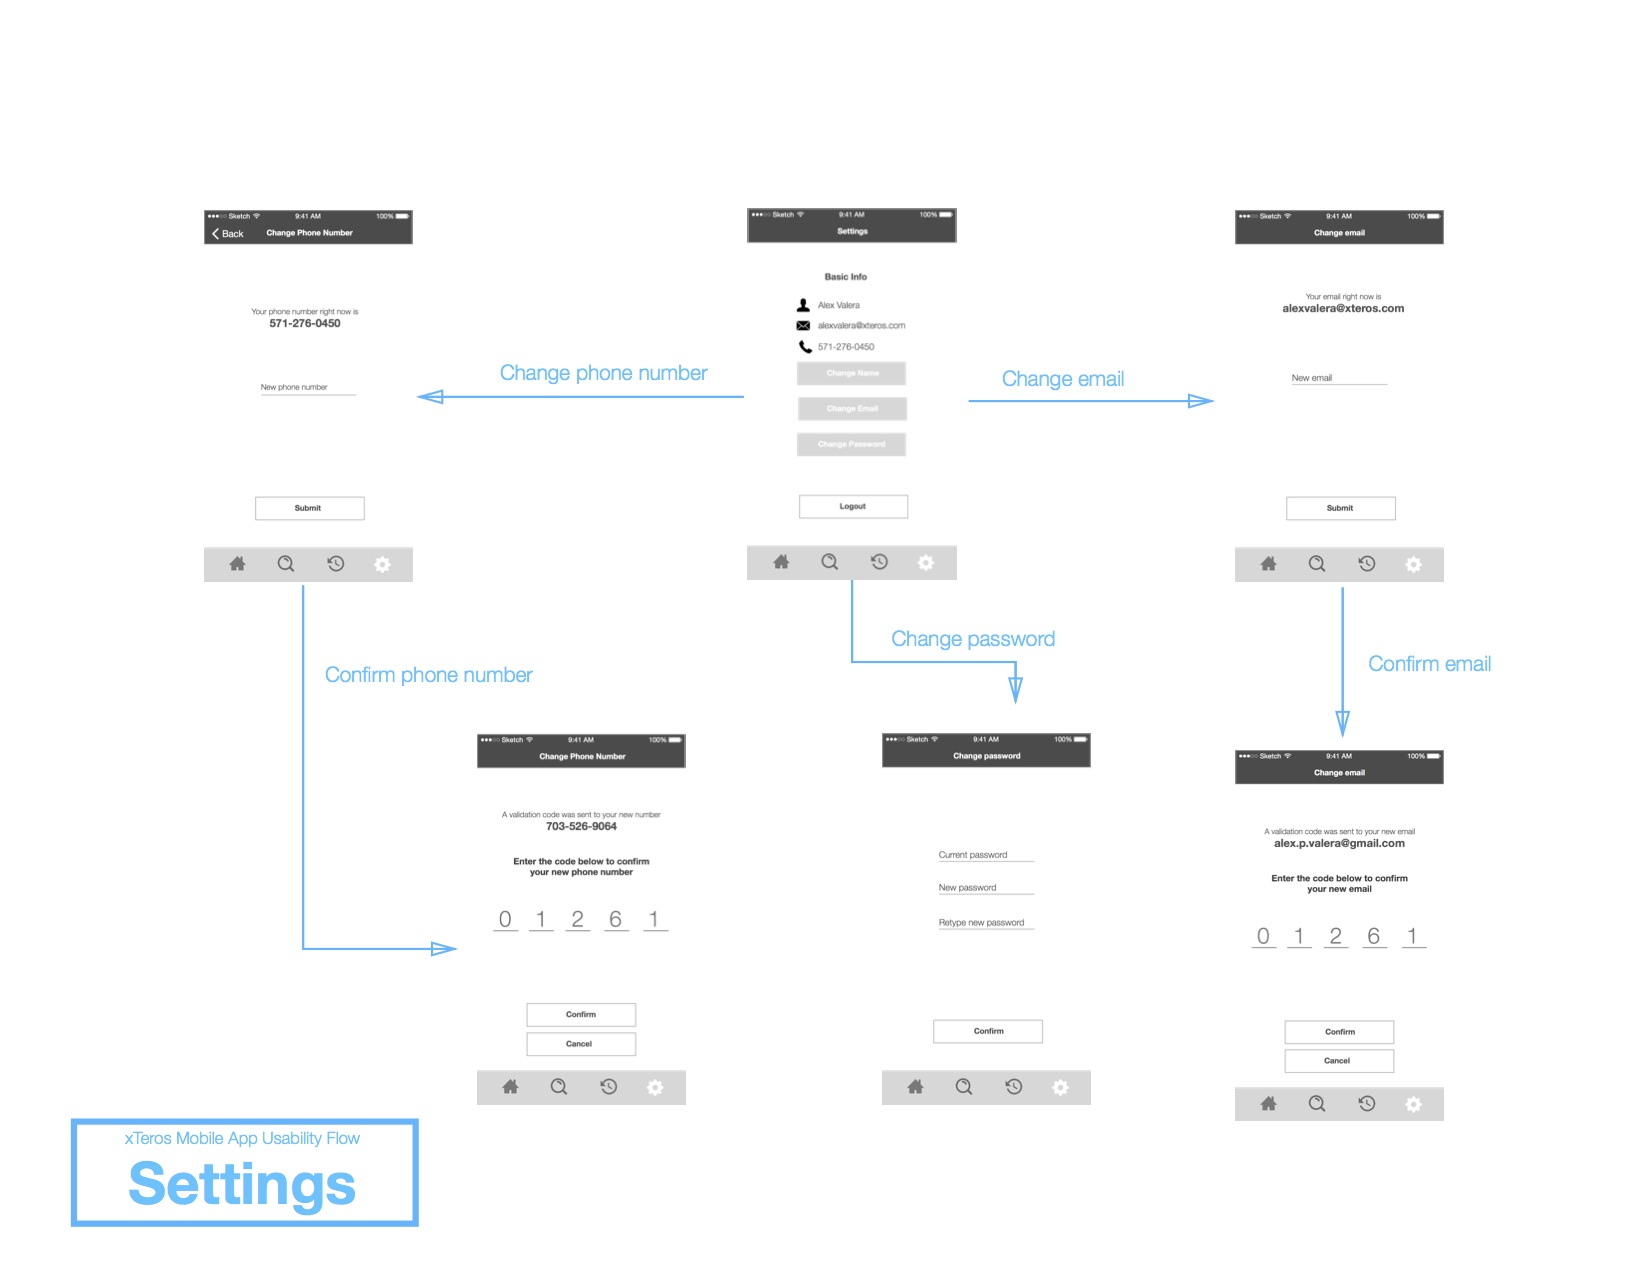 Sketch 9:41 AM 100%
Back Change Phone Number
Your phone number right now is
571-276-0450
New phone number
Submit
Change phone number
Sketch 9:41 AM 100%
Settings
Basic Info
Alex Valera
alexvalera@xteros.com
571-276-0450
Change Name
Change Email
Change Password
Logout
Change email
Sketch 9:41 AM 100%
Change email
Your email right now is
alexvalera@xteros.com
New email
Submit
Confirm phone number
Change password
Confirm email
Sketch 9:41 AM 100%
Change Phone Number
A validation code was sent to your new number
703-526-9064
Enter the code below to confirm
your new phone number
0 1 2 6 1
Confirm
Cancel
Sketch 9:41 AM 100%
Change password
Current password
New password
Retype new password
Confirm
Sketch 9:41 AM 100%
Change email
A validation code was sent to your new email
alex.p.valera@gmail.com
Enter the code below to confirm
your new email
0 1 2 6 1
Confirm
Cancel
xTeros Mobile App Usability Flow
Settings